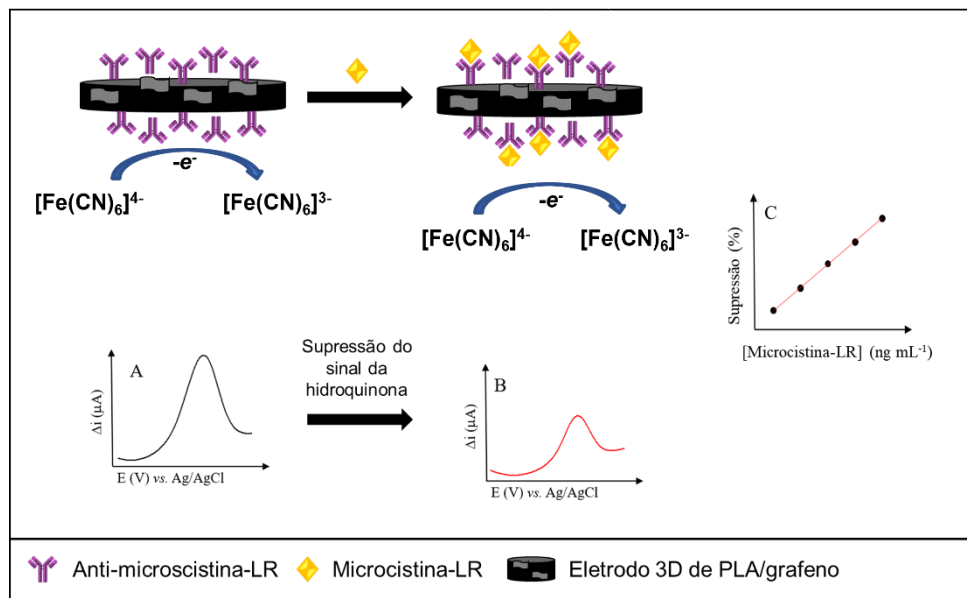 -e-
[Fe(CN)6]4-
[Fe(CN)6]3-
-e-
[Fe(CN)6]4-
[Fe(CN)6]3-
C
Supressão (%)
[Microcistina-LR] (ng mL-1)
A
Δi (µA)
E (V) vs. Ag/AgCl
Supressão do
sinal da
hidroquinona
B
Δi (µA)
E (V) vs. Ag/AgCl
Anti-microscistina-LR
Microcistina-LR
Eletrodo 3D de PLA/grafeno